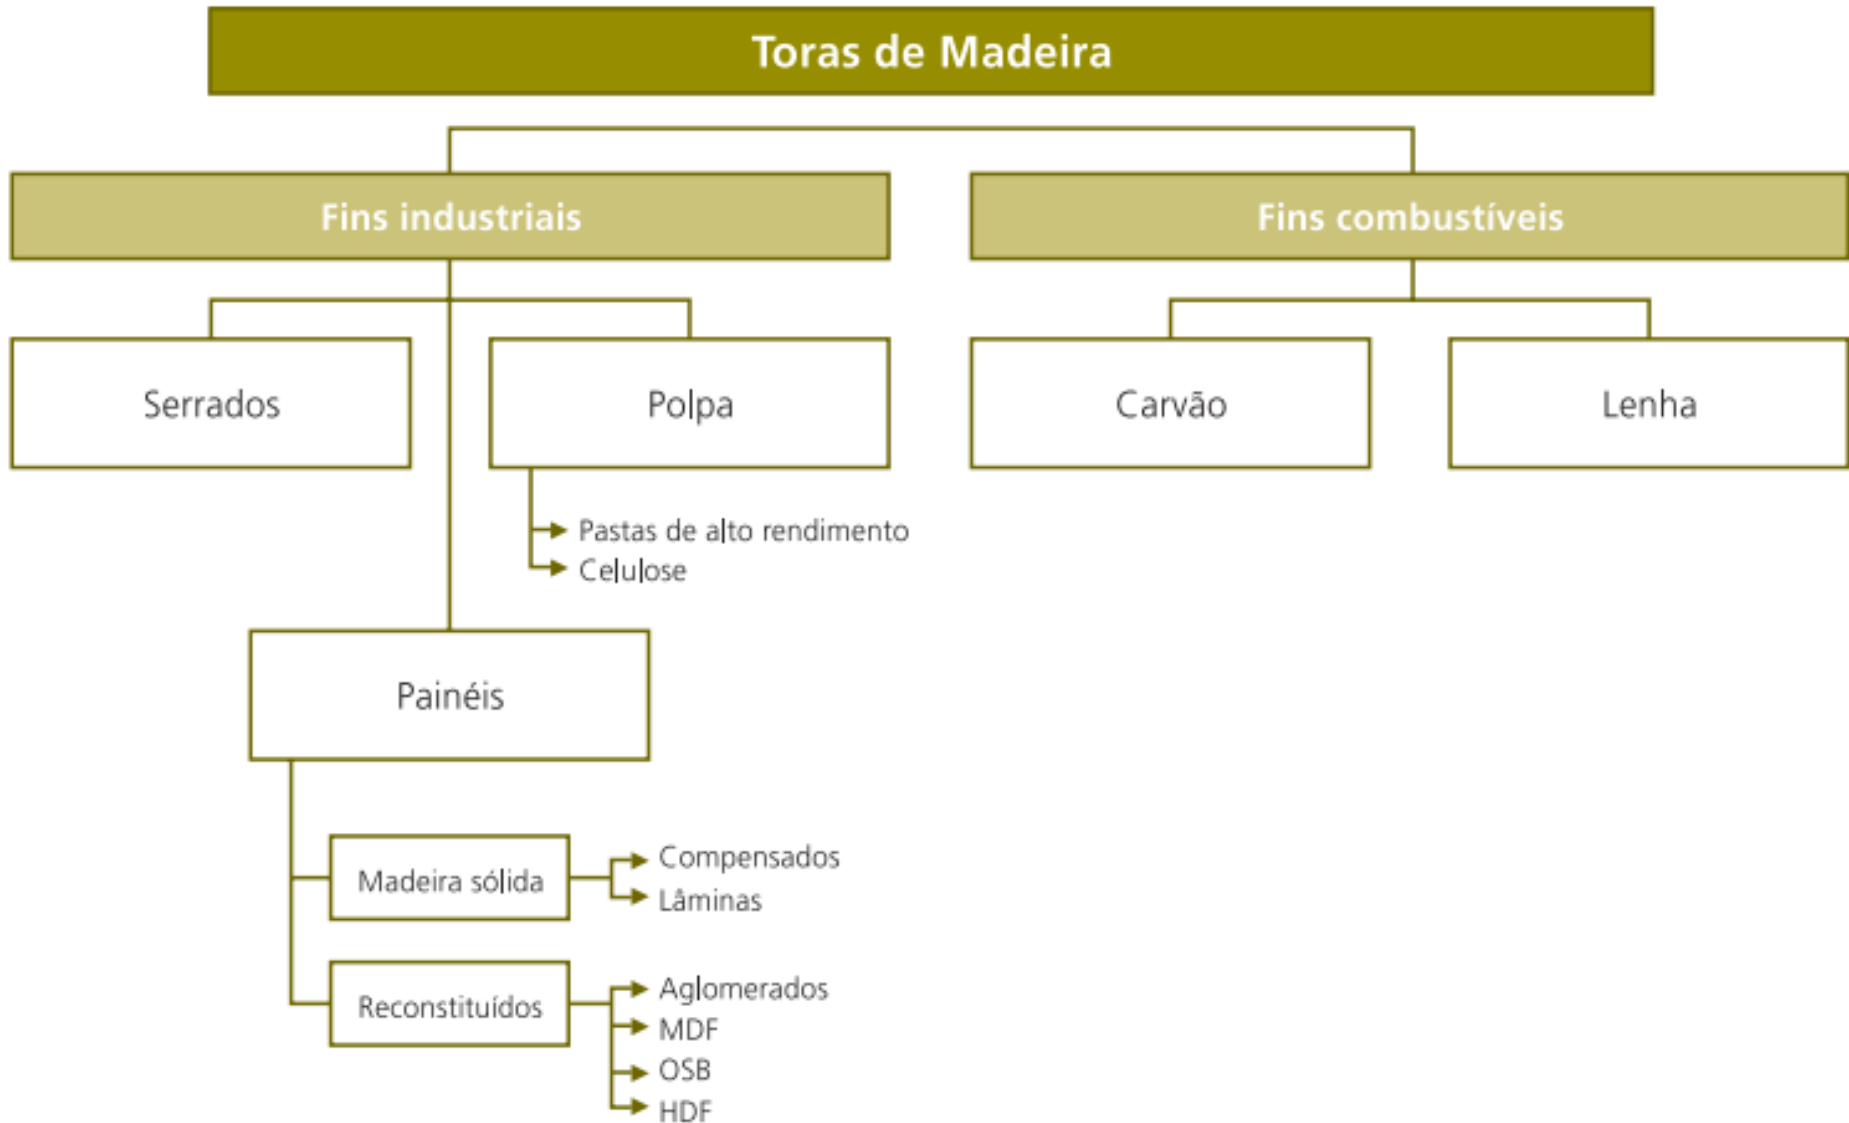 Toras de Madeira
Fins industriais
Fins combustíveis
Serrados
Polpa
Carvão
Lenha
Pastas de alto rendimento
Celulose
Painéis
Madeira sólida
Compensados
Lâminas
Reconstituídos
Aglomerados
MDF
OSB
HDF